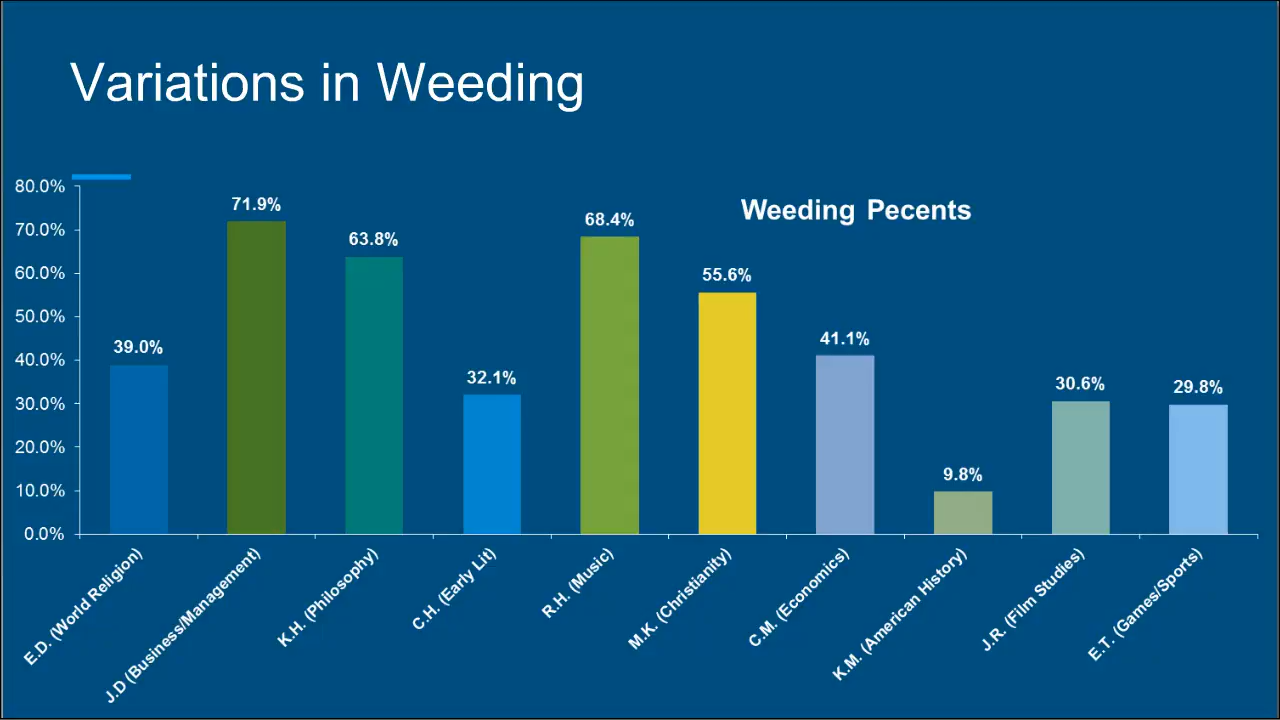 Variations in Weeding
Weeding Pecents
80.0%
70.0%
60.0%
50.0%
40.0%
30.0%
20.0%
10.0%
0.0%
39.0%
71.9%
63.8%
32.1%
68.4%
55.6%
41.1%
9.8%
30.6%
29.8%
E.D. (World Religion)
J.D (Business/Management)
K.H. (Philosophy)
C.H. (Early Lit)
R.H. (Music)
M.K. (Christianity)
C.M. (Economics)
K.M. (American History)
J.R. (Film Studies)
E.T. (Games/Sports)